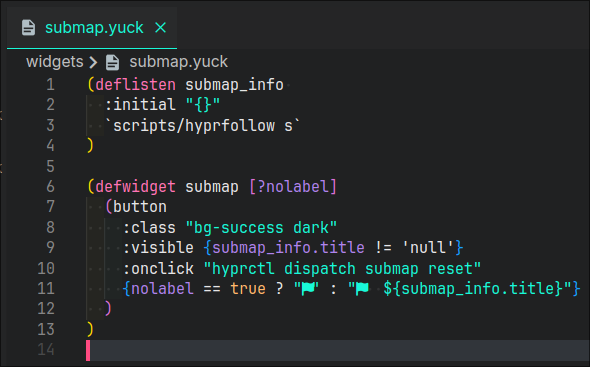 submap.yuck
widgets > submap.yuck
1 (deflisten submap_info
2 :initial "{}"
3 `scripts/hyprfollow s`
4 )
5
6 (defwidget submap [?nolabel]
7 (button
8 :class "bg-success dark"
9 :visible {submap_info.title != 'null'}
10 :onclick "hyprctl dispatch submap reset"
11 {nolabel == true ? "⚑" : "⚑ ${submap_info.title}"}
12 )
13 )
14